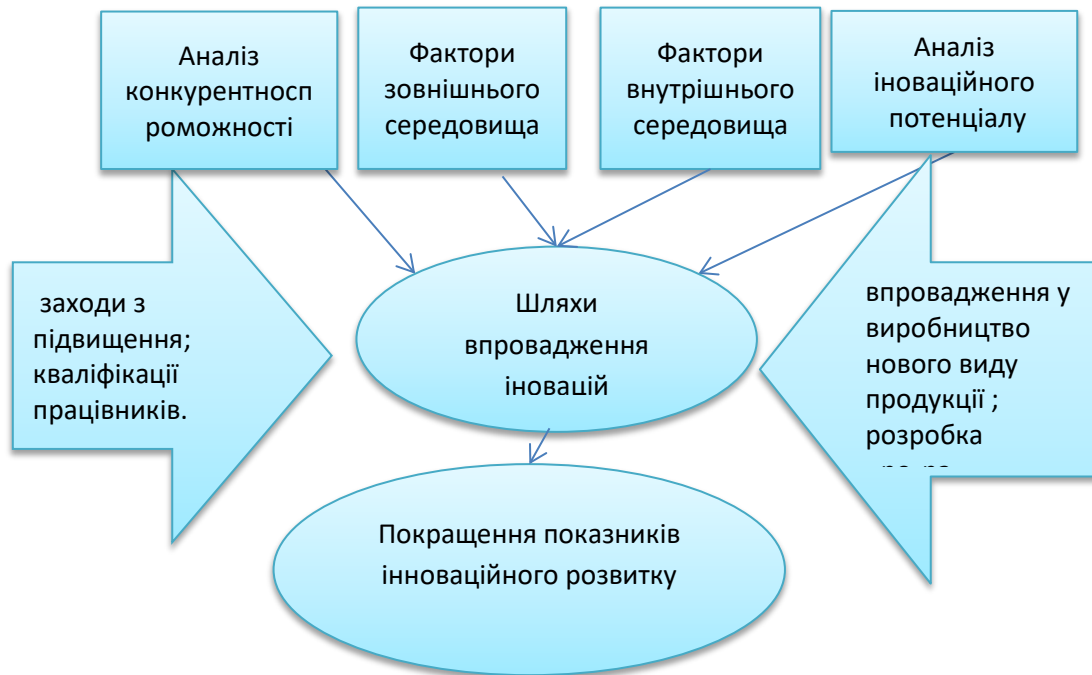 Аналіз
конкурентносп
роможності
Фактори
зовнішнього
середовища
Фактори
внутрішнього
середовища
Аналіз
іноваційного
потенціалу
заходи з
підвищення;
кваліфікації
працівників.
Шляхи
впровадження
іновацій
впровадження у
виробництво
нового виду
продукції ;
розробка
Покращення показників
інноваційного розвитку